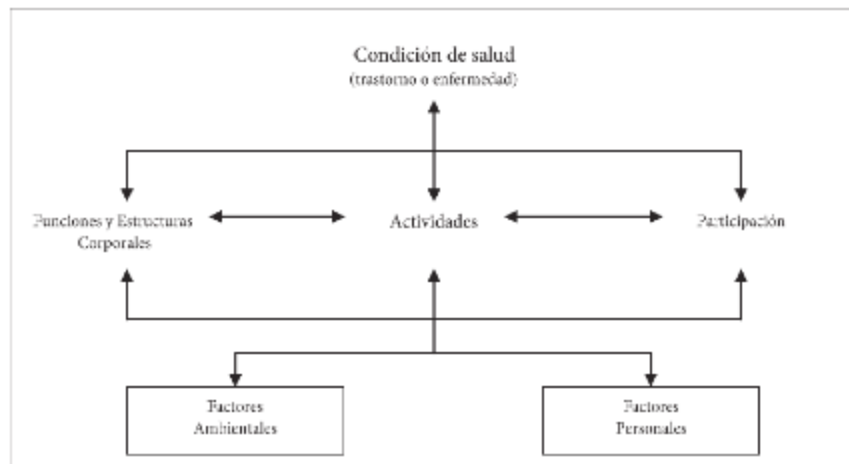 Condición de salud
(trastorno o enfermedad)
Funciones y Estructuras
Corporales
Actividades
Participación
Factores
Ambientales
Factores
Personales